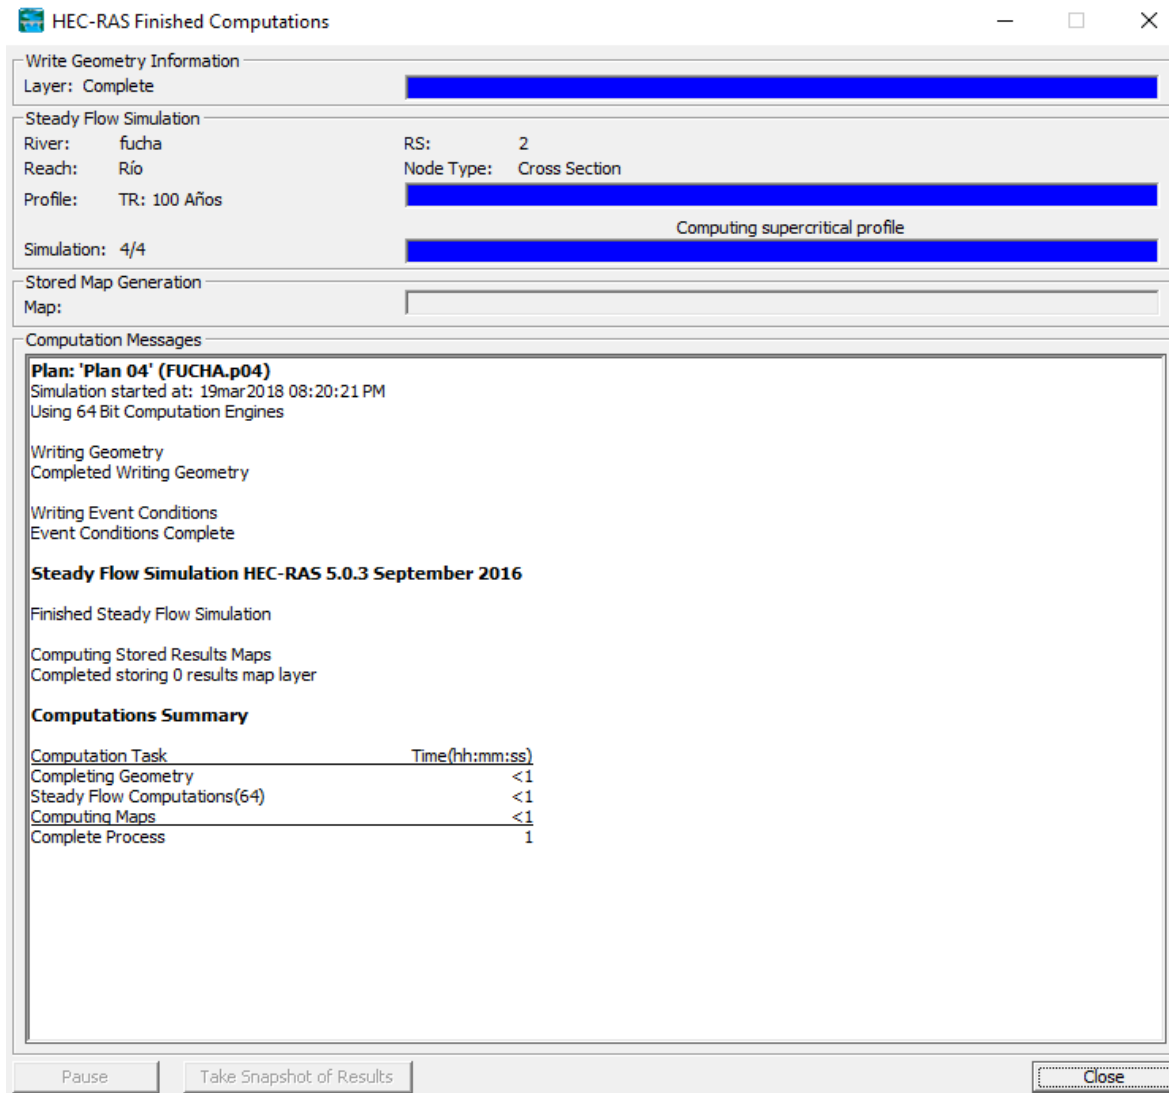 HEC-RAS Finished Computations
Write Geometry Information
Layer: Complete
Steady Flow Simulation
River: fucha RS: 2
Reach: Río Node Type: Cross Section
Profile: TR: 100 Años
Computing supercritical profile
Simulation: 4/4
Stored Map Generation
Map:
Computation Messages
Plan: 'Plan 04' (FUCHA.p04)
Simulation started at: 19mar2018 08:20:21 PM
Using 64 Bit Computation Engines
Writing Geometry
Completed Writing Geometry
Writing Event Conditions
Event Conditions Complete
Steady Flow Simulation HEC-RAS 5.0.3 September 2016
Finished Steady Flow Simulation
Computing Stored Results Maps
Completed storing 0 results map layer
Computations Summary
Computation Task Time(hh:mm:ss)
Completing Geometry <1
Steady Flow Computations(64) <1
Computing Maps <1
Complete Process 1
Pause Take Snapshot of Results Close